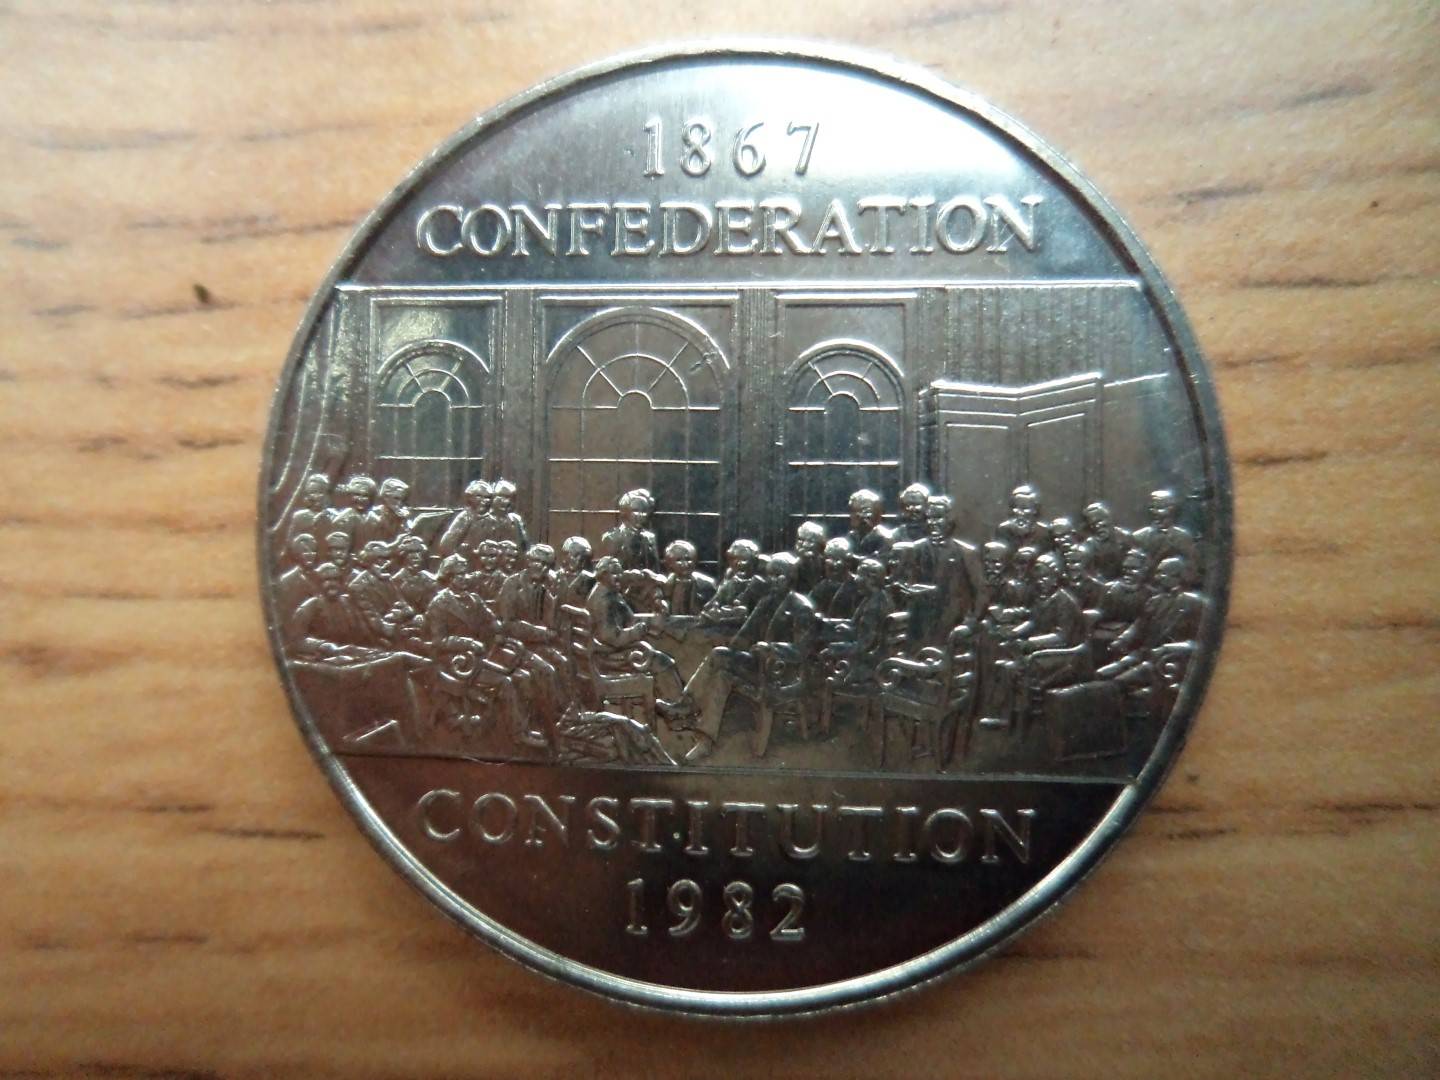 1867
CONFEDERATION
CONSTITUTION
1982